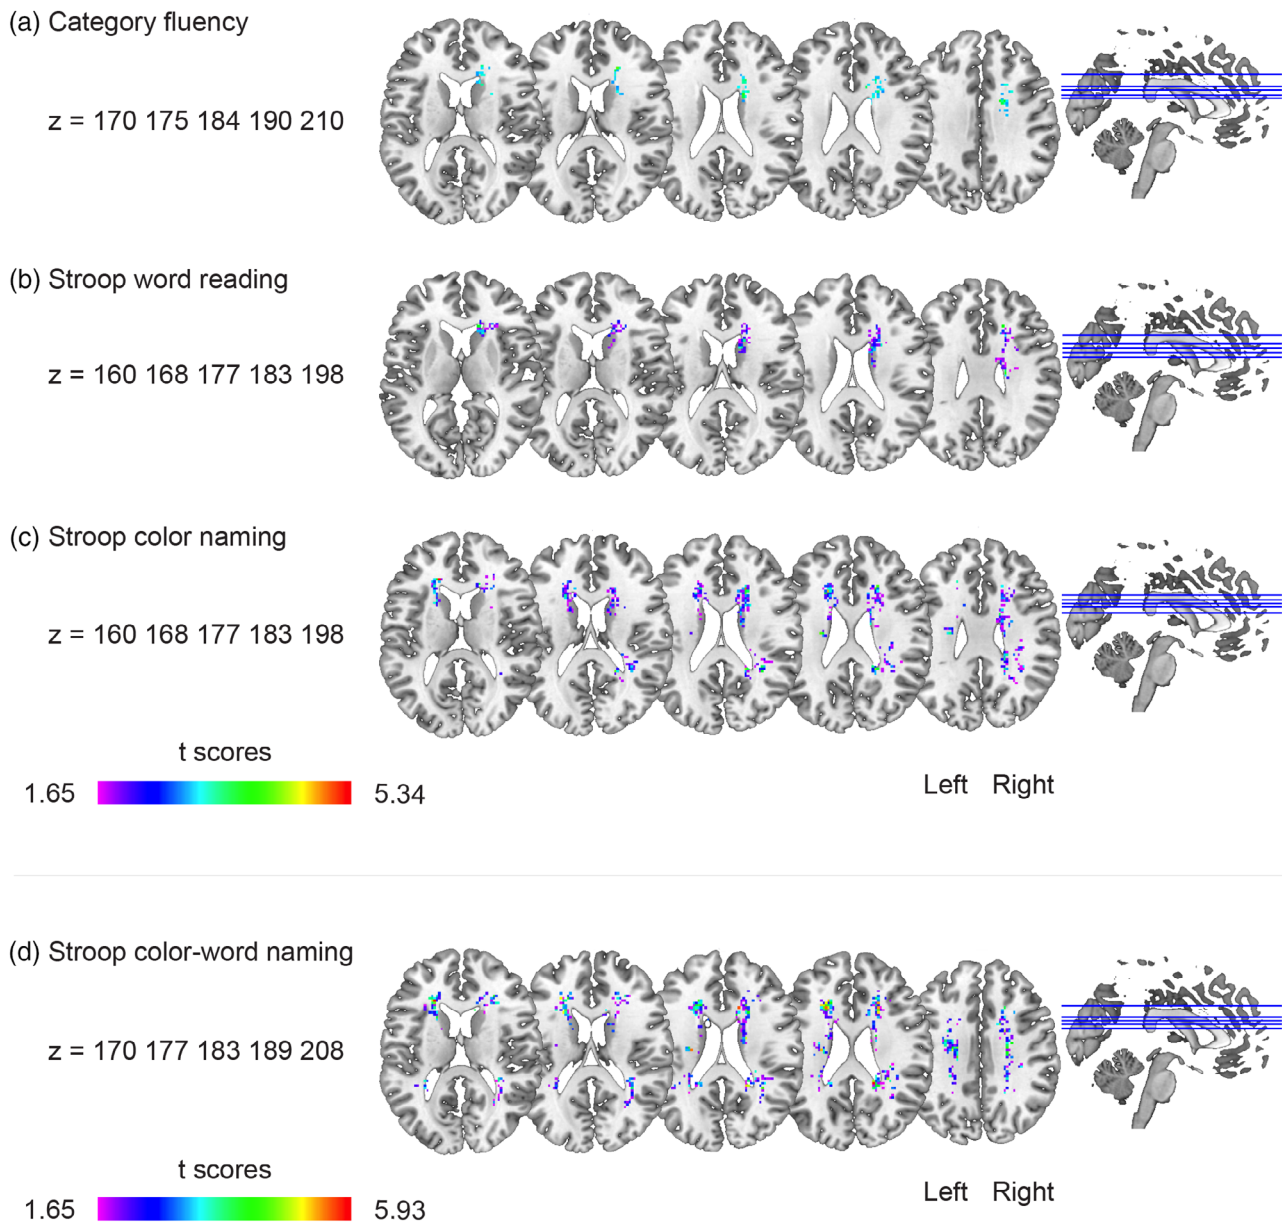 (a) Category fluency
z = 170 175 184 190 210
(b) Stroop word reading
z = 160 168 177 183 198
(c) Stroop color naming
z = 160 168 177 183 198
t scores
1.65 5.34
Left Right
(d) Stroop color-word naming
z = 170 177 183 189 208
t scores
1.65 5.93
Left Right